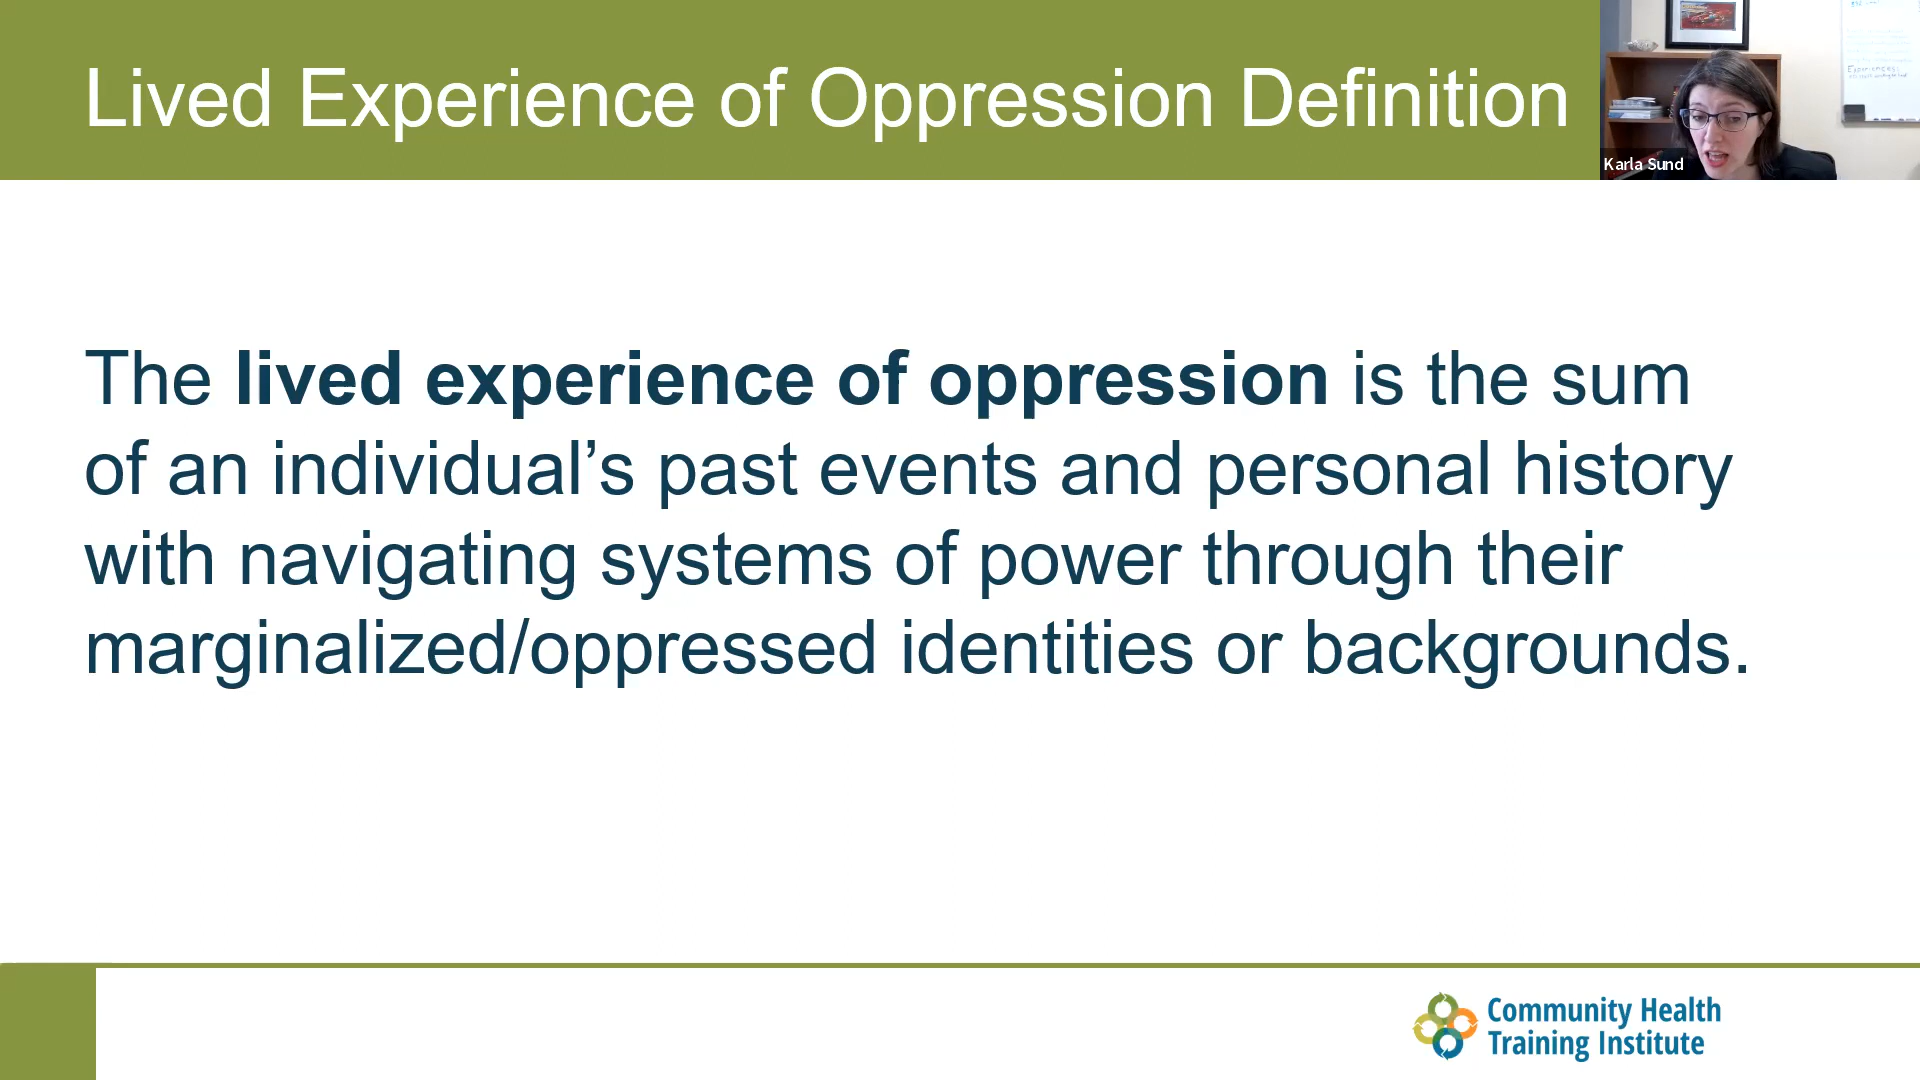 Lived Experience of Oppression Definition
Karla Sund
The lived experience of oppression is the sum
of an individual’s past events and personal history
with navigating systems of power through their
marginalized/oppressed identities or backgrounds.
Community Health
Training Institute